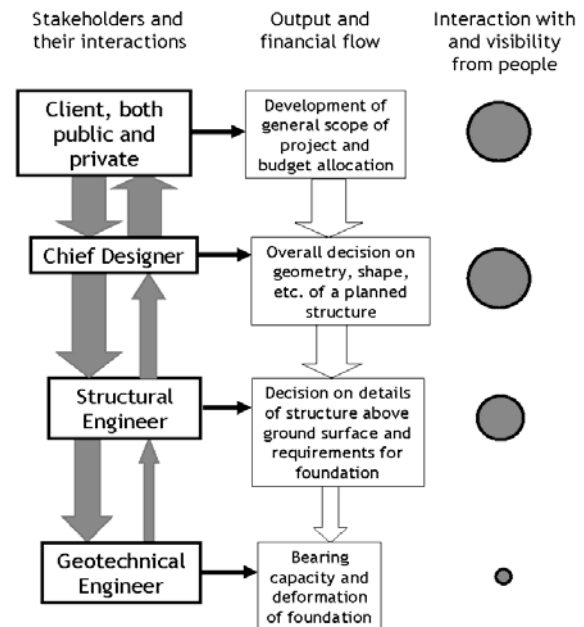 Stakeholders and
their interactions
Output and
financial flow
Interaction with
and visibility
from people
Client, both
public and
private
Development of
general scope of
project and
budget allocation
Chief Designer
Overall decision on
geometry, shape,
etc. of a planned
structure
Structural
Engineer
Decision on details
of structure above
ground surface and
requirements for
foundation
Geotechnical
Engineer
Bearing
capacity and
deformation
of foundation